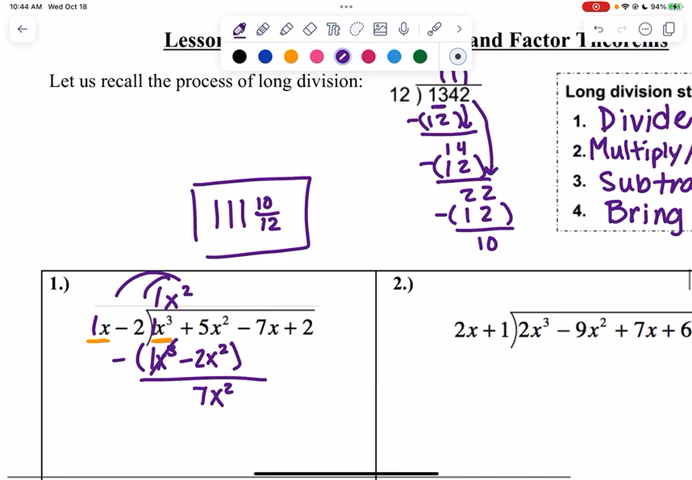 10:44 AM Wed Oct 18
94%
Lesson
and Factor Theorems
Let us recall the process of long division:
111
12 ) 1342
-(12)
14
-(12)
22
-(12)
10
111 10/12
Long division st
1. Divide
2. Multiply/
3. Subtra
4. Bring
1.)
1x²
1x – 2)1x³ + 5x² – 7x + 2
- (1x³ - 2x²)
7x²
2.)
2x + 1)2x³ – 9x² + 7x + 6